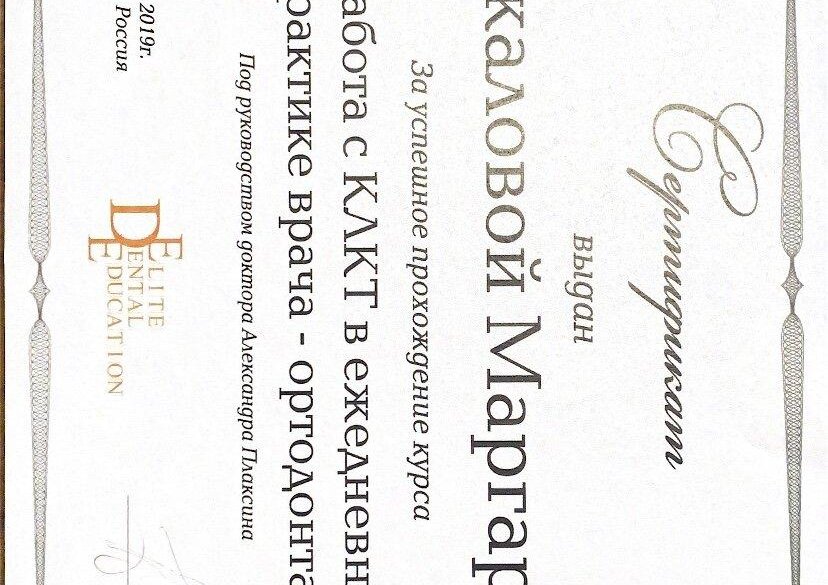 Сертификат
выдан
каловой Маргар
За успешное прохождение курса
абота с КЛКТ в ежедневн
рактике врача - ортодонта
Под руководством доктора Александра Плаксина
2019г.
Россия
ELITE
DENTAL
EDUCATION